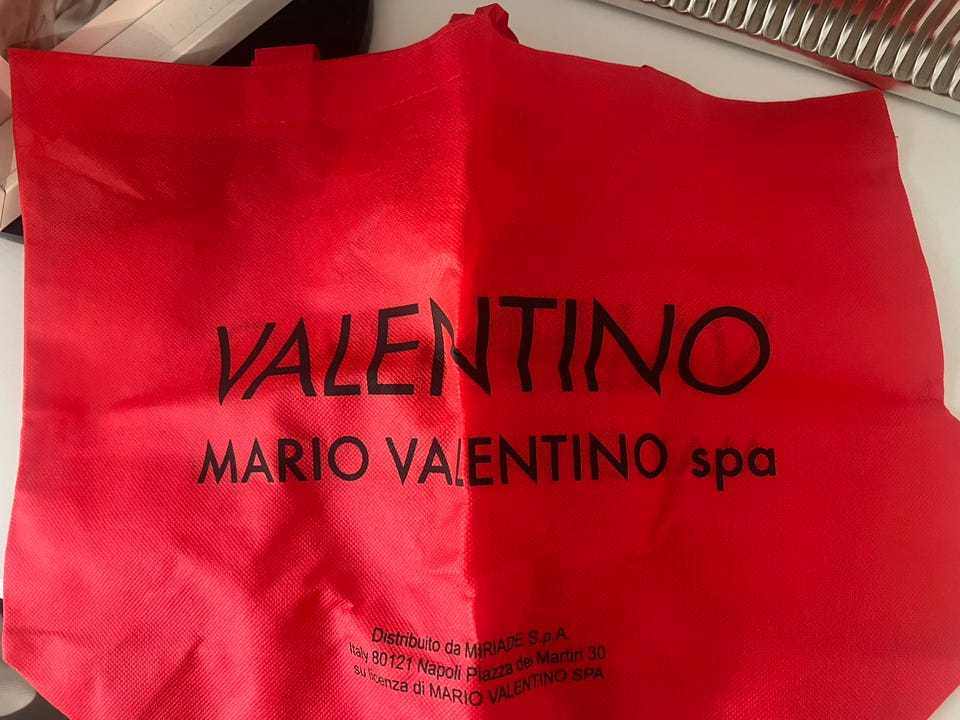 VALENTINO
MARIO VALENTINO spa
Distribuito da MIRIADE S.p.A.
Italy 80121 Napoli Piazza dei Martiri 30
su licenza di MARIO VALENTINO SPA